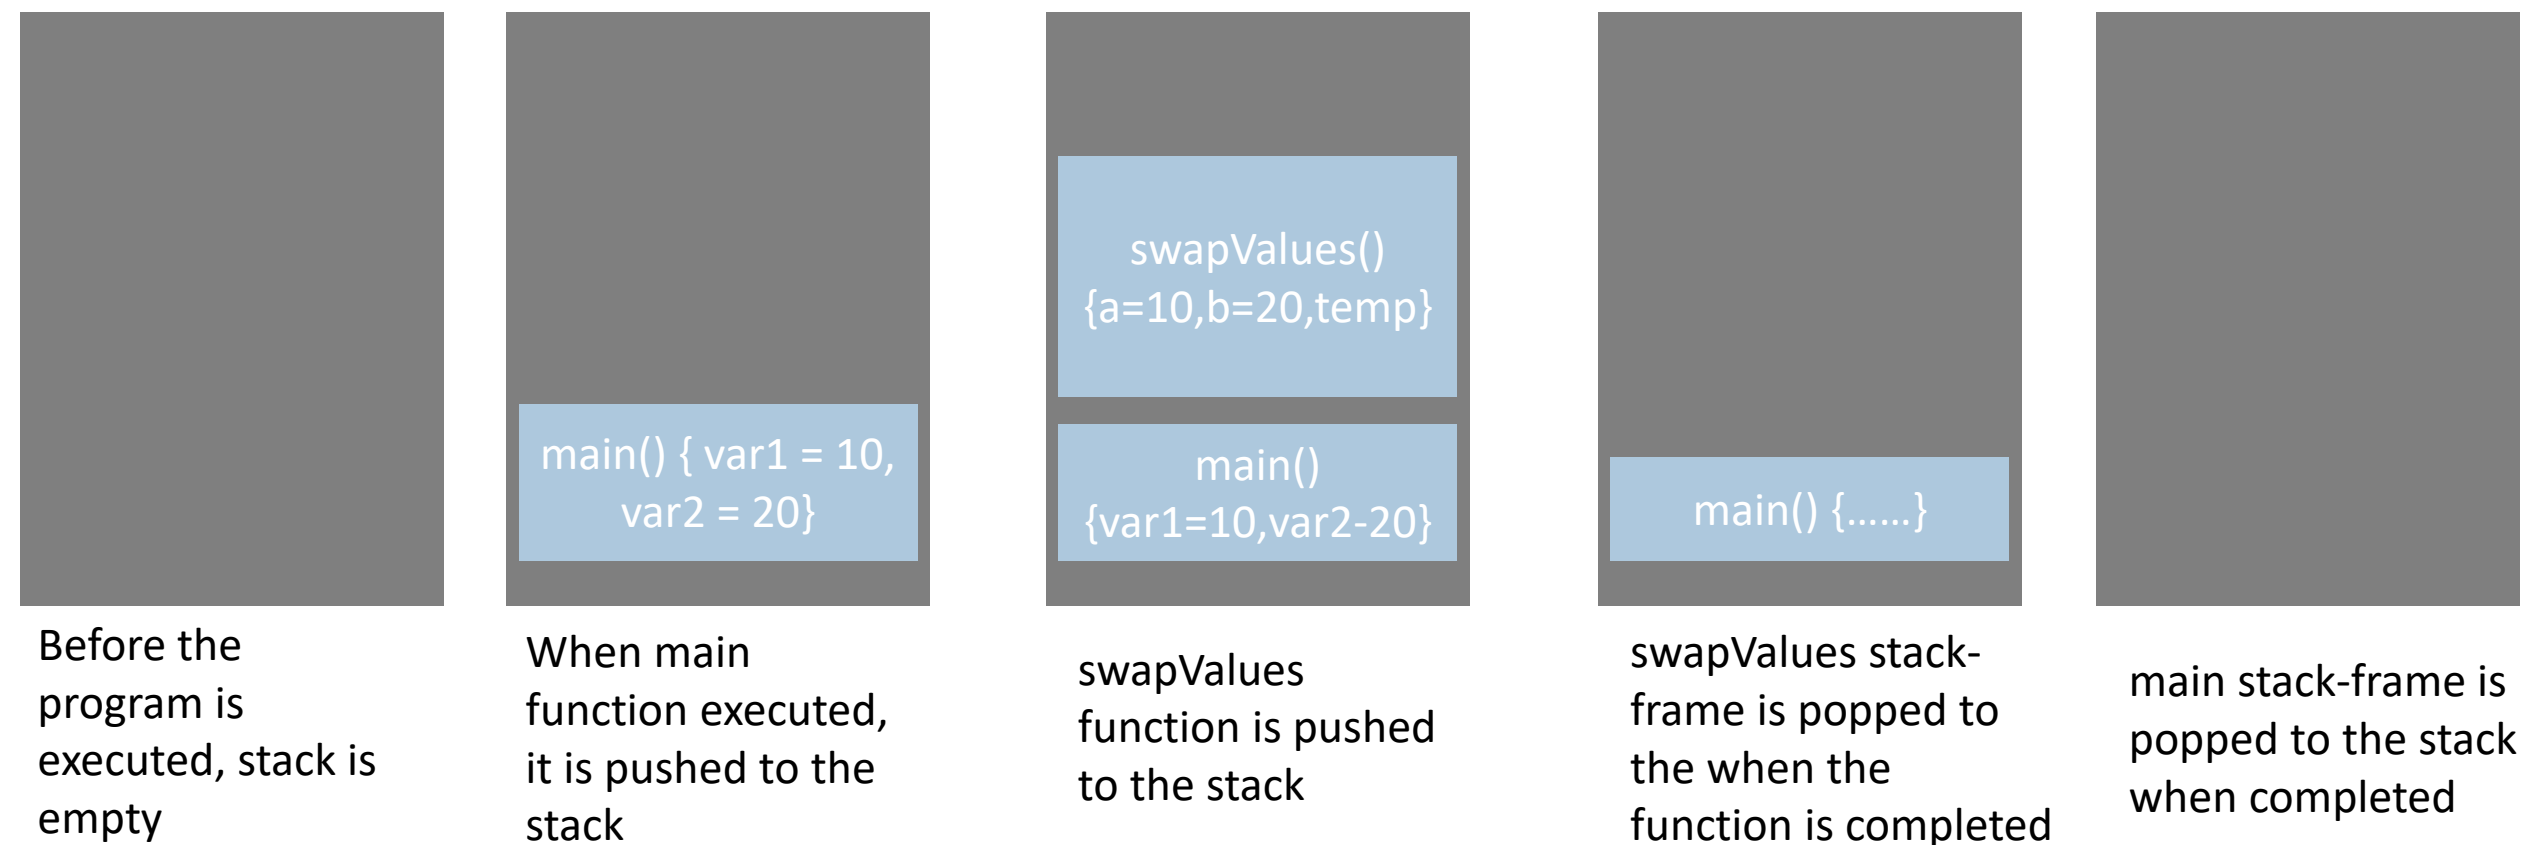 swapValues()
{a=10,b=20,temp}
main() { var1 = 10,
var2 = 20}
main()
{var1=10,var2-20}
main() {......}
Before the
program is
executed, stack is
empty
When main
function executed,
it is pushed to the
stack
swapValues
function is pushed
to the stack
swapValues stack-
frame is popped to
the when the
function is completed
main stack-frame is
popped to the stack
when completed